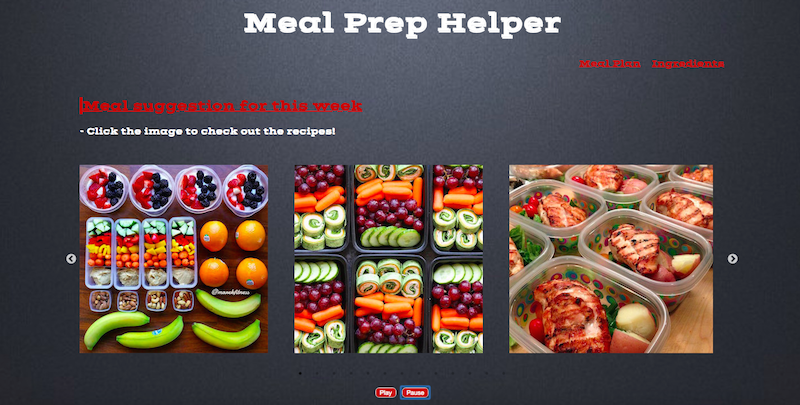 Meal Prep Helper
Meal Plan Ingredients
Meal suggestion for this week
- Click the image to check out the recipes!
Play Pause